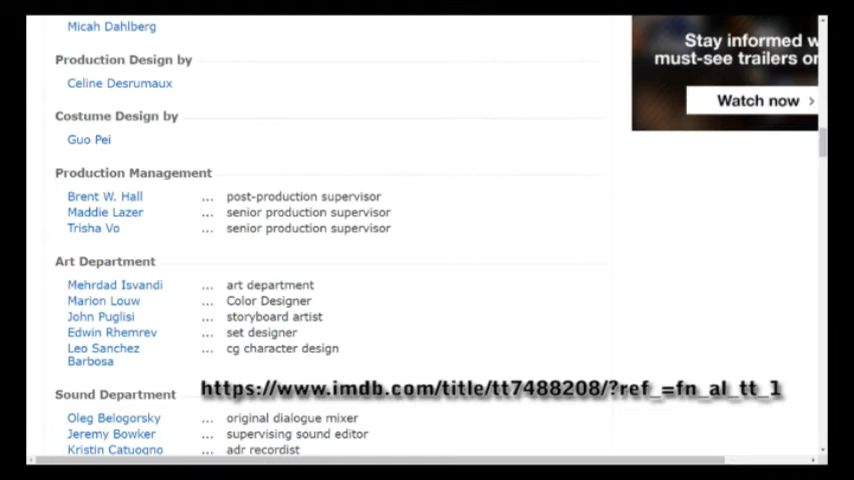 Micah Dahlberg
Production Design by
Celine Desrumaux
Costume Design by
Guo Pei
Production Management
Brent W. Hall ... post-production supervisor
Maddie Lazer ... senior production supervisor
Trisha Vo ... senior production supervisor
Art Department
Mehrdad Isvandi ... art department
Marion Louw ... Color Designer
John Puglisi ... storyboard artist
Edwin Rhemrev ... set designer
Leo Sanchez ... cg character design
Barbosa
Sound Department
https://www.imdb.com/title/tt7488208/?ref_=fn_al_tt_1
Oleg Belogorsky ... original dialogue mixer
Jeremy Bowker ... supervising sound editor
Kristin Catuogno ... adr recordist
Stay informed w
must-see trailers on
Watch now >